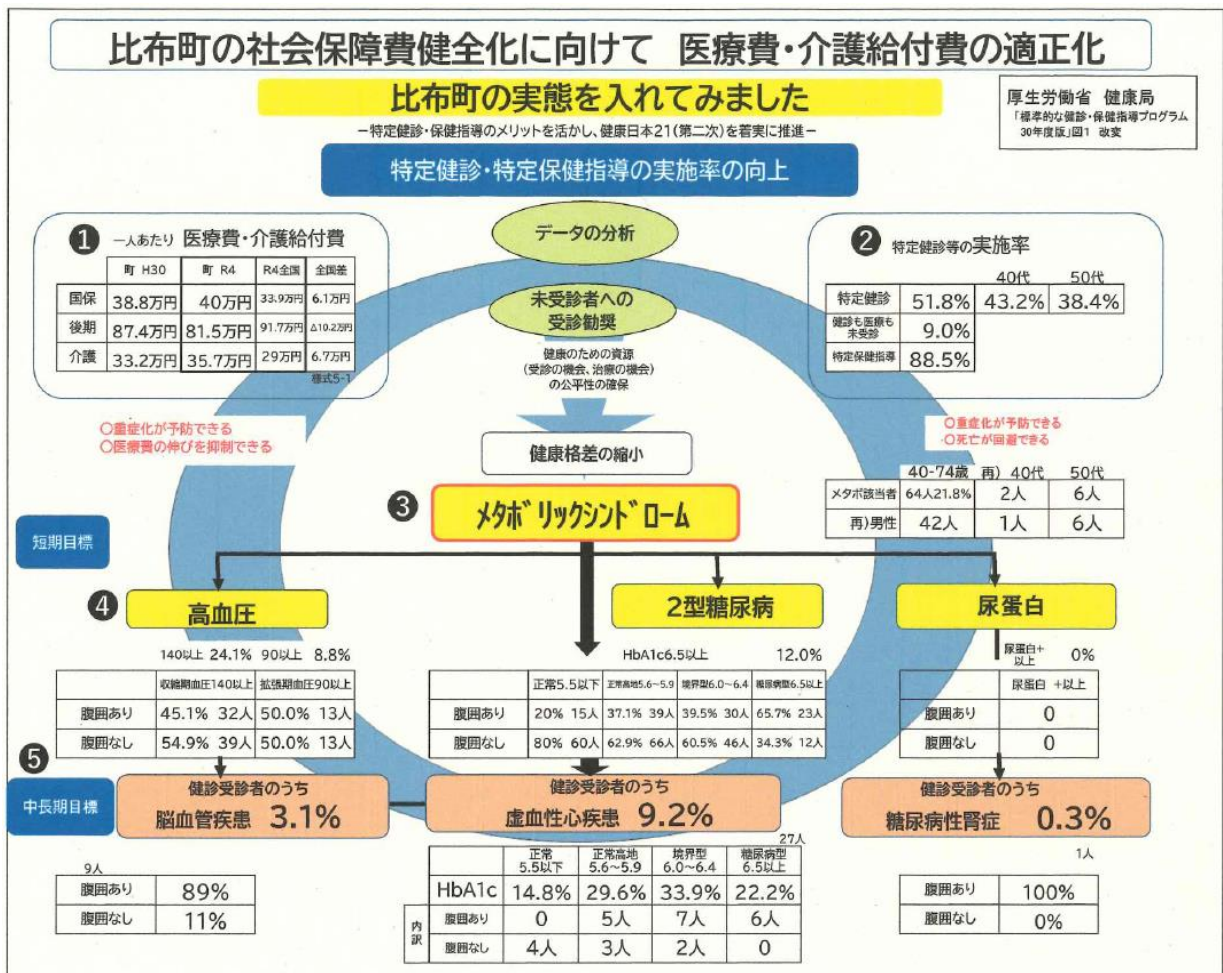 比布町の社会保障費健全化に向けて 医療費・介護給付費の適正化
比布町の実態を入れてみました
厚生労働省 健康局
「標準的な健診・保健指導プログラム
30年度版」図1 改変
－特定健診・保健指導のメリットを活かし、健康日本21(第二次)を着実に推進－
特定健診・特定保健指導の実施率の向上
❶ 一人あたり 医療費・介護給付費
町 H30 町 R4 R4全国 全国差
国保 38.8万円 40万円 33.9万円 6.1万円
後期 87.4万円 81.5万円 91.7万円 △10.2万円
介護 33.2万円 35.7万円 29万円 6.7万円
様式5-1
データの分析
未受診者への
受診勧奨
健康のための資源
(受診の機会、治療の機会)
の公平性の確保
健康格差の縮小
❷ 特定健診等の実施率
40代 50代
特定健診 51.8% 43.2% 38.4%
健診も医療も
未受診 9.0%
特定保健指導 88.5%
○重症化が予防できる
○医療費の伸びを抑制できる
○重症化が予防できる
○死亡が回避できる
40-74歳 再）40代 50代
メタボ該当者 64人21.8% 2人 6人
再)男性 42人 1人 6人
❸ メタボリックシンドローム
短期目標
❹ 高血圧
2型糖尿病
尿蛋白
140以上 24.1% 90以上 8.8%
収縮期血圧140以上 拡張期血圧90以上
腹囲あり 45.1% 32人 50.0% 13人
腹囲なし 54.9% 39人 50.0% 13人
HbA1c6.5以上 12.0%
正常5.5以下 正常高地5.6～5.9 境界型6.0～6.4 糖尿病型6.5以上
腹囲あり 20% 15人 37.1% 39人 39.5% 30人 65.7% 23人
腹囲なし 80% 60人 62.9% 66人 60.5% 46人 34.3% 12人
尿蛋白+
以上 0%
尿蛋白 +以上
腹囲あり 0
腹囲なし 0
❺
中長期目標
健診受診者のうち
脳血管疾患 3.1%
健診受診者のうち
虚血性心疾患 9.2%
健診受診者のうち
糖尿病性腎症 0.3%
9人
腹囲あり 89%
腹囲なし 11%
27人
正常
5.5以下
正常高地
5.6～5.9
境界型
6.0～6.4
糖尿病型
6.5以上
HbA1c 14.8% 29.6% 33.9% 22.2%
内訳
腹囲あり 0 5人 7人 6人
腹囲なし 4人 3人 2人 0
1人
腹囲あり 100%
腹囲なし 0%